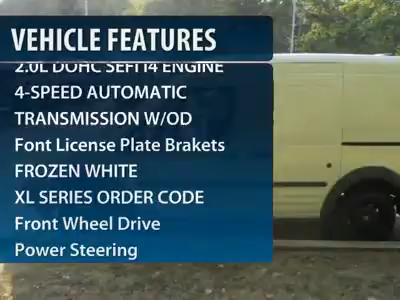 VEHICLE FEATURES
2.0L DOHC SEFI I4 ENGINE
4-SPEED AUTOMATIC
TRANSMISSION W/OD
Font License Plate Brakets
FROZEN WHITE
XL SERIES ORDER CODE
Front Wheel Drive
Power Steering